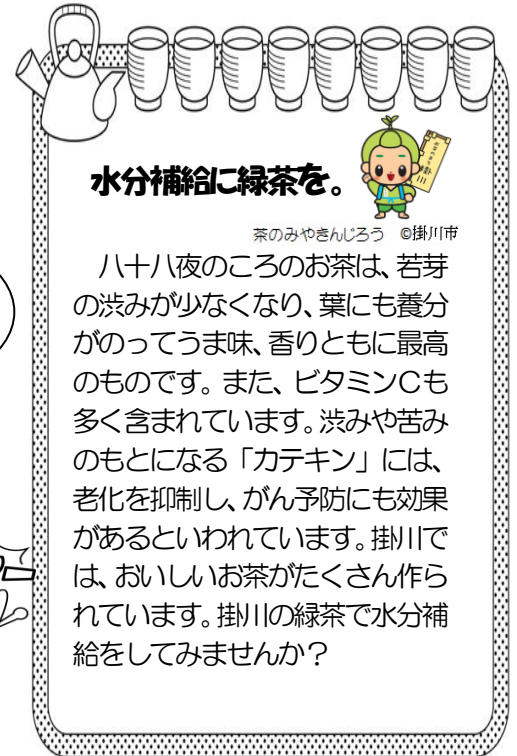 水分補給に緑茶を。
茶のみやきんじろう ©掛川市
八十八夜のころのお茶は、若芽
の渋みが少なくなり、葉にも養分
がのってうま味、香りともに最高
のものです。また、ビタミンCも
多く含まれています。渋みや苦み
のもとになる「カテキン」には、
老化を抑制し、がん予防にも効果
があるといわれています。掛川で
は、おいしいお茶がたくさん作ら
れています。掛川の緑茶で水分補
給をしてみませんか？